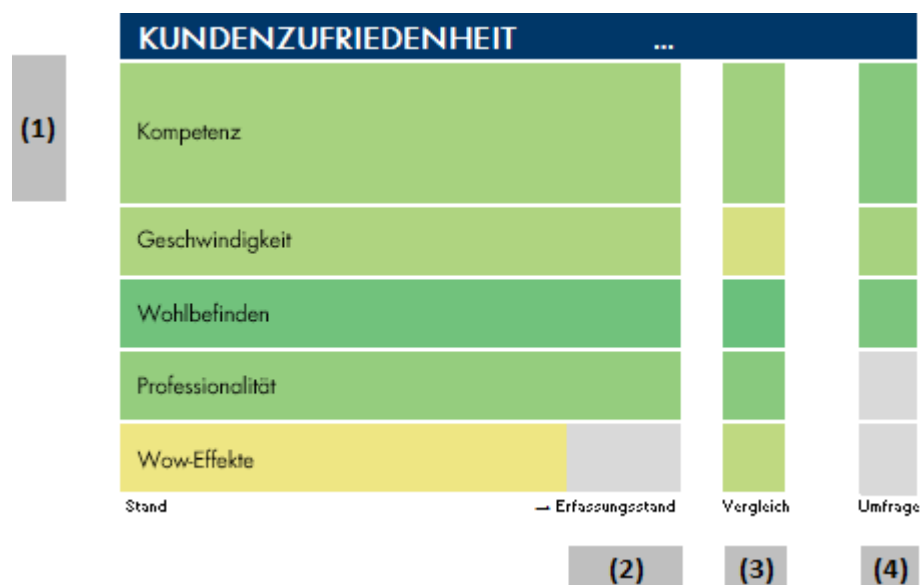 KUNDENZUFRIEDENHEIT ...
(1)
Kompetenz
Geschwindigkeit
Wohlbefinden
Professionalität
Wow-Effekte
Stand → Erfassungsstand Vergleich Umfrage
(2) (3) (4)